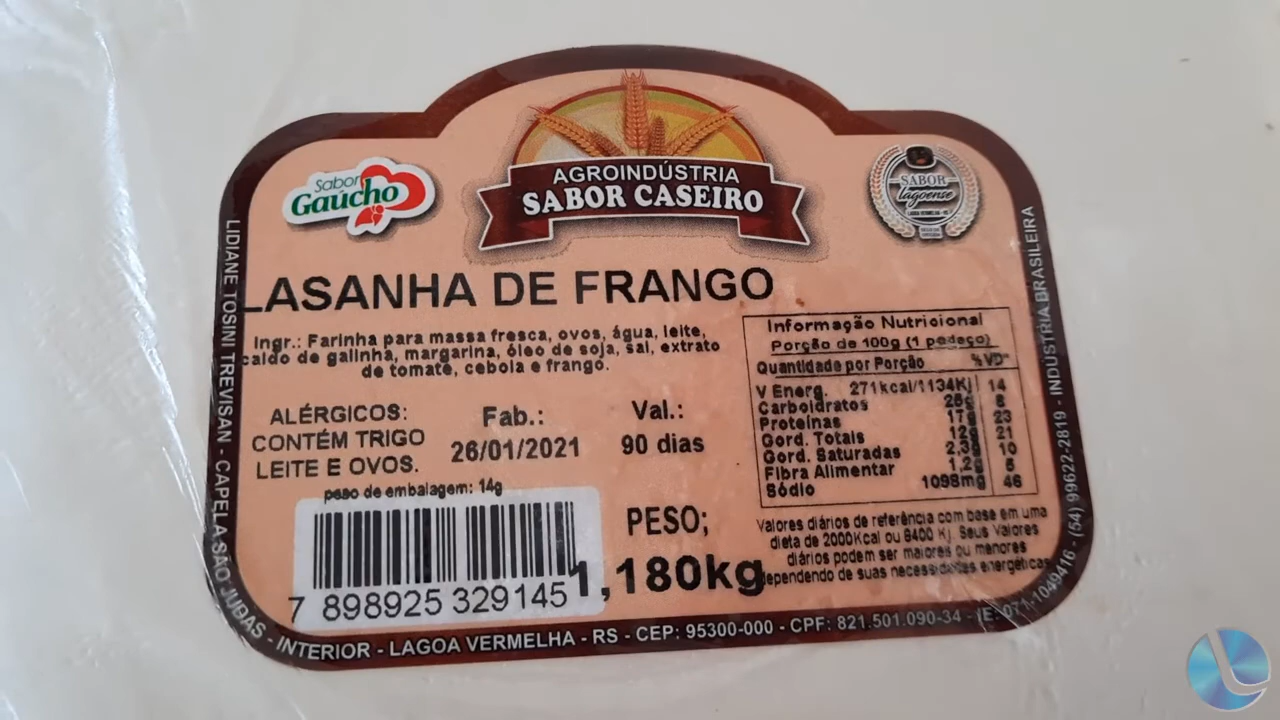 Sabor
Gaúcho
AGROINDÚSTRIA
SABOR CASEIRO
SABOR
lagoense
LASANHA DE FRANGO
Ingr.: Farinha para massa fresca, ovos, água, leite,
caldo de galinha, margarina, óleo de soja, sal, extrato
de tomate, cebola e frango.
ALÉRGICOS:
CONTÉM TRIGO
LEITE E OVOS.
Fab.:
26/01/2021
Val.:
90 dias
peso de embalagem: 14g
7 898925 329145
PESO;
1,180kg
Informação Nutricional
Porção de 100g (1 pedaço)
Quantidade por Porção %VD*
V Energ. 271kcal/1134Kj 14
Carboidratos 8
Proteínas 17g 23
Gord. Totais 12g 21
Gord. Saturadas 2,3g 10
Fibra Alimentar 1,2g 5
Sódio 1098mg 46
Valores diários de referência com base em uma
dieta de 2000Kcal ou 8400 Kj. Seus Valores
diários podem ser maiores ou menores
dependendo de suas necessidades energéticas
LIDIANE TOSINI TREVISAN - CAPELA SÃO JUDAS - INTERIOR - LAGOA VERMELHA - RS - CEP: 95300-000 - CPF: 821.501.090-34 - IE: 071/1049416 - (54) 99622-2819 - INDÚSTRIA BRASILEIRA